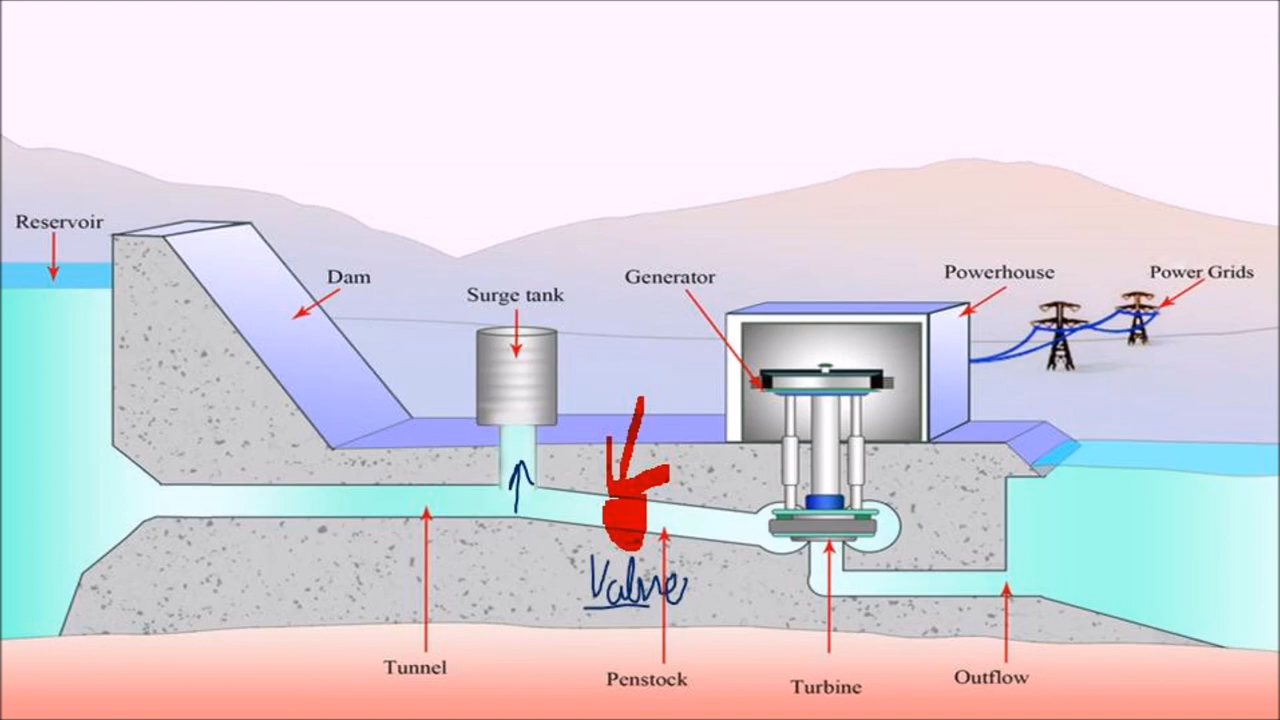 Reservoir
Dam
Surge tank
Generator
Powerhouse
Power Grids
Valve
Tunnel
Penstock
Turbine
Outflow